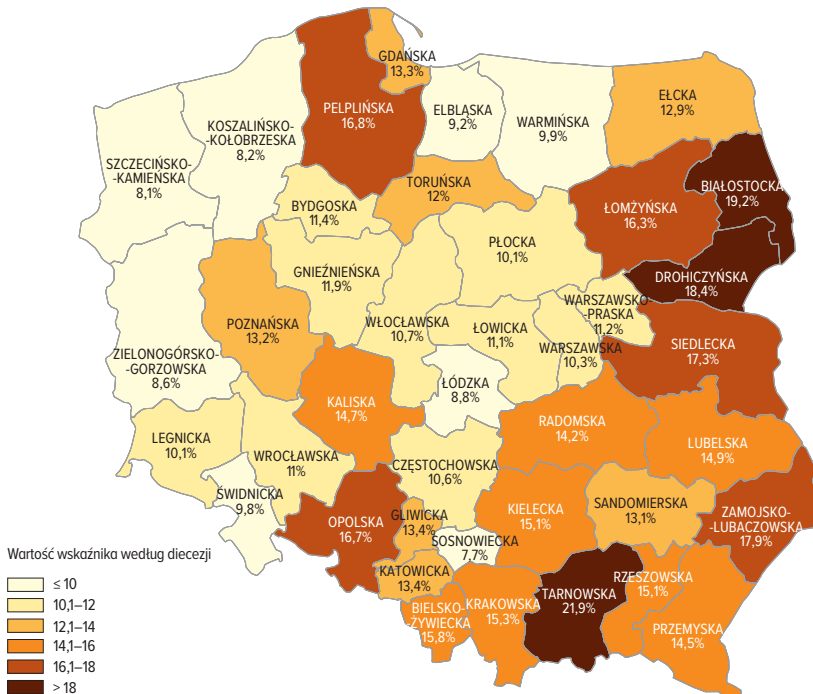 GDAŃSKA
13,3%
PELPLIŃSKA
16,8%
ELBLĄSKA
9,2%
WARMIŃSKA
9,9%
EŁCKA
12,9%
KOSZALIŃSKO-
-KOŁOBRZESKA
8,2%
SZCZECIŃSKO-
-KAMIEŃSKA
8,1%
BYDGOSKA
11,4%
TORUŃSKA
12%
ŁOMŻYŃSKA
16,3%
BIAŁOSTOCKA
19,2%
PŁOCKA
10,1%
GNIEŹNIEŃSKA
11,9%
DROHICZYŃSKA
18,4%
WARSZAWSKO-
-PRASKA
11,2%
POZNAŃSKA
13,2%
WŁOCŁAWSKA
10,7%
ŁOWICKA
11,1%
WARSZAWSKA
10,3%
SIEDLECKA
17,3%
ZIELONOGÓRSKO-
-GORZOWSKA
8,6%
ŁÓDZKA
8,8%
KALISKA
14,7%
RADOMSKA
14,2%
LUBELSKA
14,9%
LEGNICKA
10,1%
WROCŁAWSKA
11%
CZĘSTOCHOWSKA
10,6%
ŚWIDNICKA
9,8%
OPOLSKA
16,7%
GLIWICKA
13,4%
SOSNOWIECKA
7,7%
KIELECKA
15,1%
SANDOMIERSKA
13,1%
ZAMOJSKO-
-LUBACZOWSKA
17,9%
KATOWICKA
13,4%
BIELSKO-
-ŻYWIECKA
15,8%
KRAKOWSKA
15,3%
TARNOWSKA
21,9%
RZESZOWSKA
15,1%
PRZEMYSKA
14,5%
Wartość wskaźnika według diecezji
≤ 10
10,1–12
12,1–14
14,1–16
16,1–18
> 18